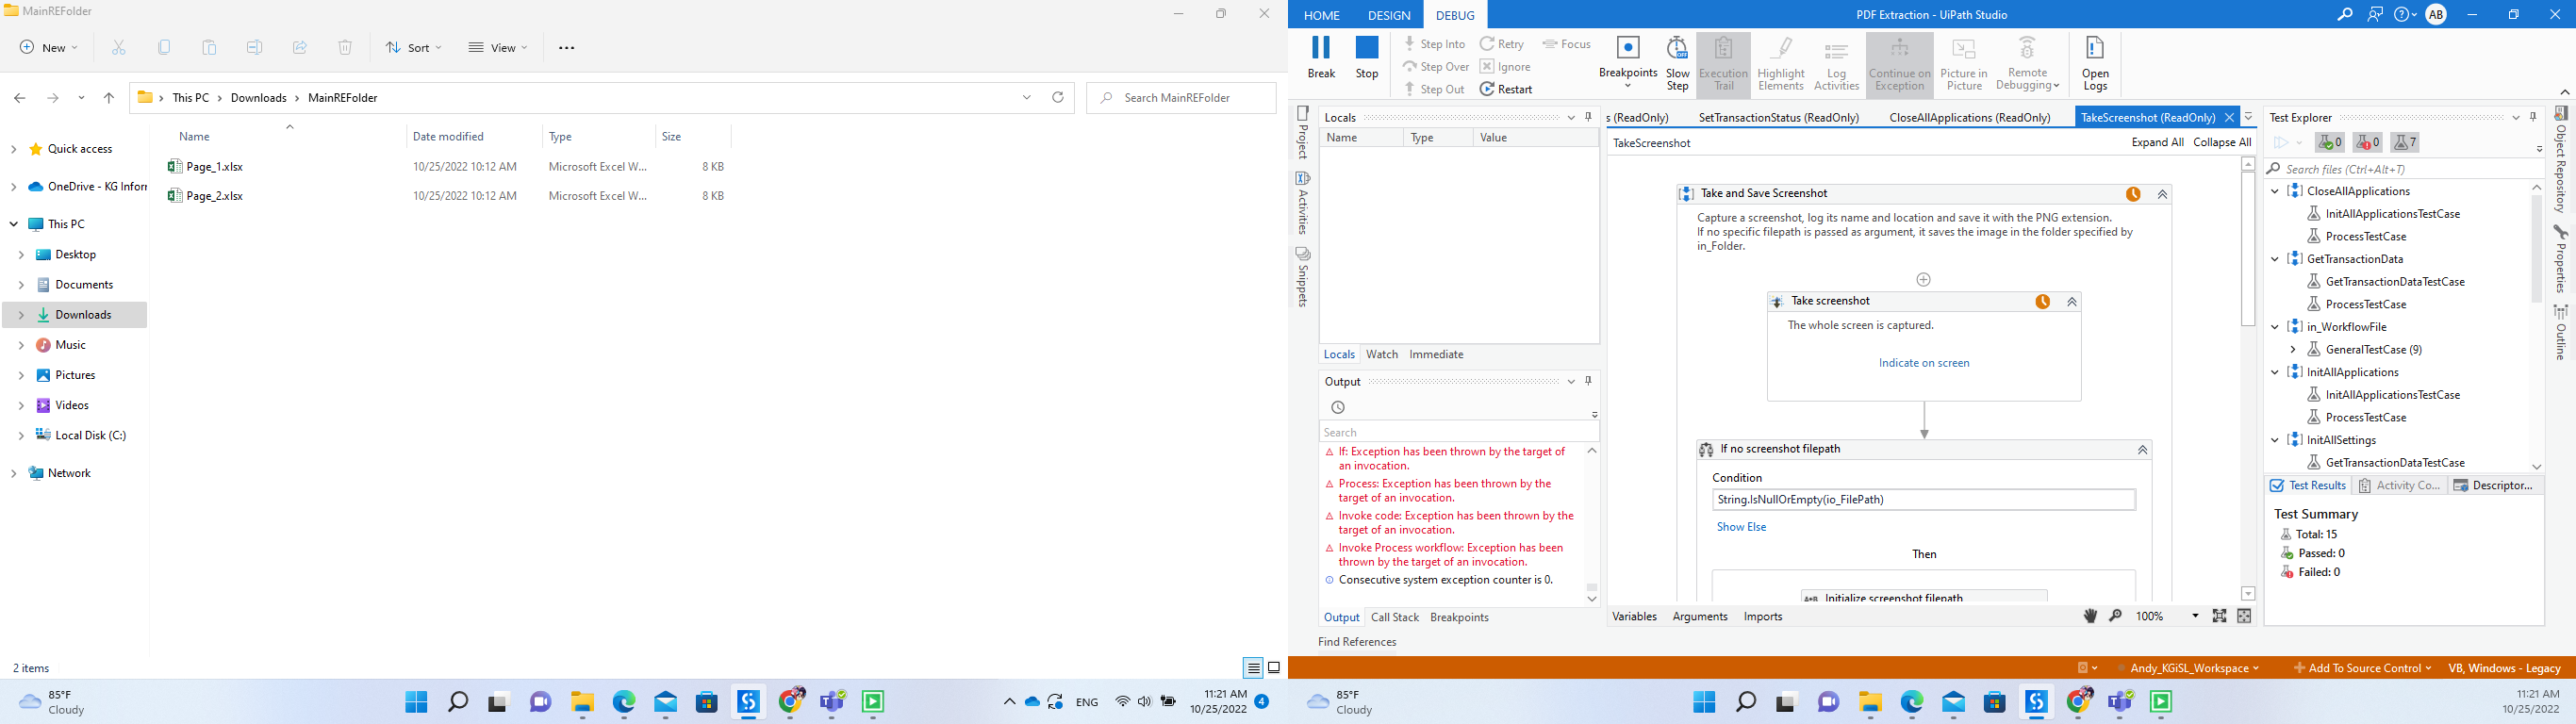 MainREFolder
New
Sort
View
This PC
Downloads
MainREFolder
Search MainREFolder
Name
Date modified
Type
Size
Quick access
OneDrive - KG Inforr
This PC
Desktop
Documents
Downloads
Music
Pictures
Videos
Local Disk (C:)
Network
Page_1.xlsx
10/25/2022 10:12 AM
Microsoft Excel W...
8 KB
Page_2.xlsx
10/25/2022 10:12 AM
Microsoft Excel W...
8 KB
2 items
85°F
Cloudy
ENG
11:21 AM
10/25/2022
4
HOME
DESIGN
DEBUG
PDF Extraction - UiPath Studio
AB
Break
Stop
Step Into
Step Over
Step Out
Retry
Ignore
Restart
Focus
Breakpoints
Slow
Step
Execution
Trail
Highlight
Elements
Log
Activities
Continue on
Exception
Picture in
Picture
Remote
Debugging
Open
Logs
Project
Activities
Snippets
Locals
Name
Type
Value
Locals
Watch
Immediate
Output
Search
If: Exception has been thrown by the target of
an invocation.
Process: Exception has been thrown by the
target of an invocation.
Invoke code: Exception has been thrown by the
target of an invocation.
Invoke Process workflow: Exception has been
thrown by the target of an invocation.
Consecutive system exception counter is 0.
Output
Call Stack
Breakpoints
Find References
s (ReadOnly)
SetTransactionStatus (ReadOnly)
CloseAllApplications (ReadOnly)
TakeScreenshot (ReadOnly)
TakeScreenshot
Expand All
Collapse All
Take and Save Screenshot
Capture a screenshot, log its name and location and save it with the PNG extension.
If no specific filepath is passed as argument, it saves the image in the folder specified by
in_Folder.
Take screenshot
The whole screen is captured.
Indicate on screen
If no screenshot filepath
Condition
String.IsNullOrEmpty(io_FilePath)
Show Else
Then
Initialize screenshot filepath
Variables
Arguments
Imports
100%
Test Explorer
0
0
7
Search files (Ctrl+Alt+T)
CloseAllApplications
InitAllApplicationsTestCase
ProcessTestCase
GetTransactionData
GetTransactionDataTestCase
ProcessTestCase
in_WorkflowFile
GeneralTestCase (9)
InitAllApplications
InitAllApplicationsTestCase
ProcessTestCase
InitAllSettings
GetTransactionDataTestCase
Test Results
Activity Co...
Descriptor...
Test Summary
Total: 15
Passed: 0
Failed: 0
Object Repository
Properties
Outline
Andy_KGiSL_Workspace
Add To Source Control
VB, Windows - Legacy
85°F
Cloudy
11:21 AM
10/25/2022